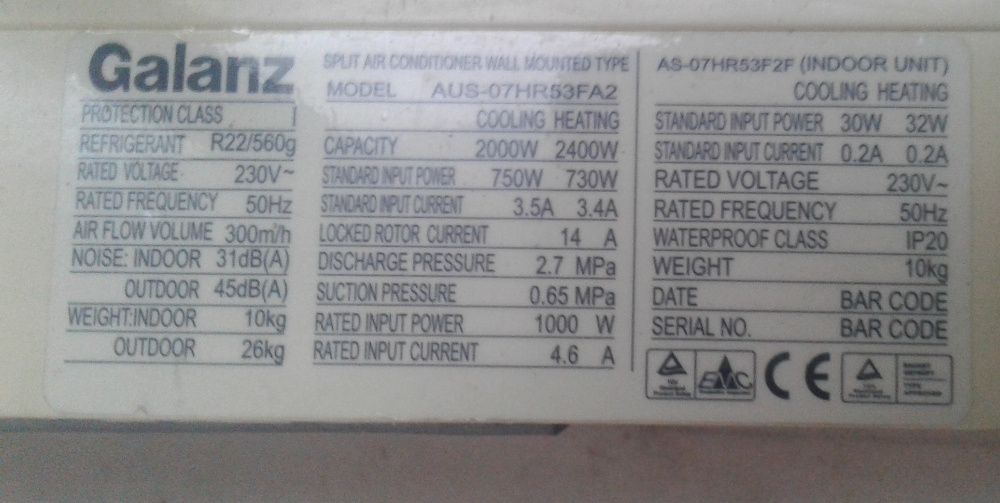 Galanz
PROTECTION CLASS I
REFRIGERANT R22/560g
RATED VOLTAGE 230V~
RATED FREQUENCY 50Hz
AIR FLOW VOLUME 300m/h
NOISE: INDOOR 31dB(A)
OUTDOOR 45dB(A)
WEIGHT:INDOOR 10kg
OUTDOOR 26kg
SPLIT AIR CONDITIONER WALL MOUNTED TYPE
MODEL AUS-07HR53FA2
COOLING HEATING
CAPACITY 2000W 2400W
STANDARD INPUT POWER 750W 730W
STANDARD INPUT CURRENT 3.5A 3.4A
LOCKED ROTOR CURRENT 14 A
DISCHARGE PRESSURE 2.7 MPa
SUCTION PRESSURE 0.65 MPa
RATED INPUT POWER 1000 W
RATED INPUT CURRENT 4.6 A
AS-07HR53F2F (INDOOR UNIT)
COOLING HEATING
STANDARD INPUT POWER 30W 32W
STANDARD INPUT CURRENT 0.2A 0.2A
RATED VOLTAGE 230V~
RATED FREQUENCY 50Hz
WATERPROOF CLASS IP20
WEIGHT 10kg
DATE BAR CODE
SERIAL NO. BAR CODE
EMC CE